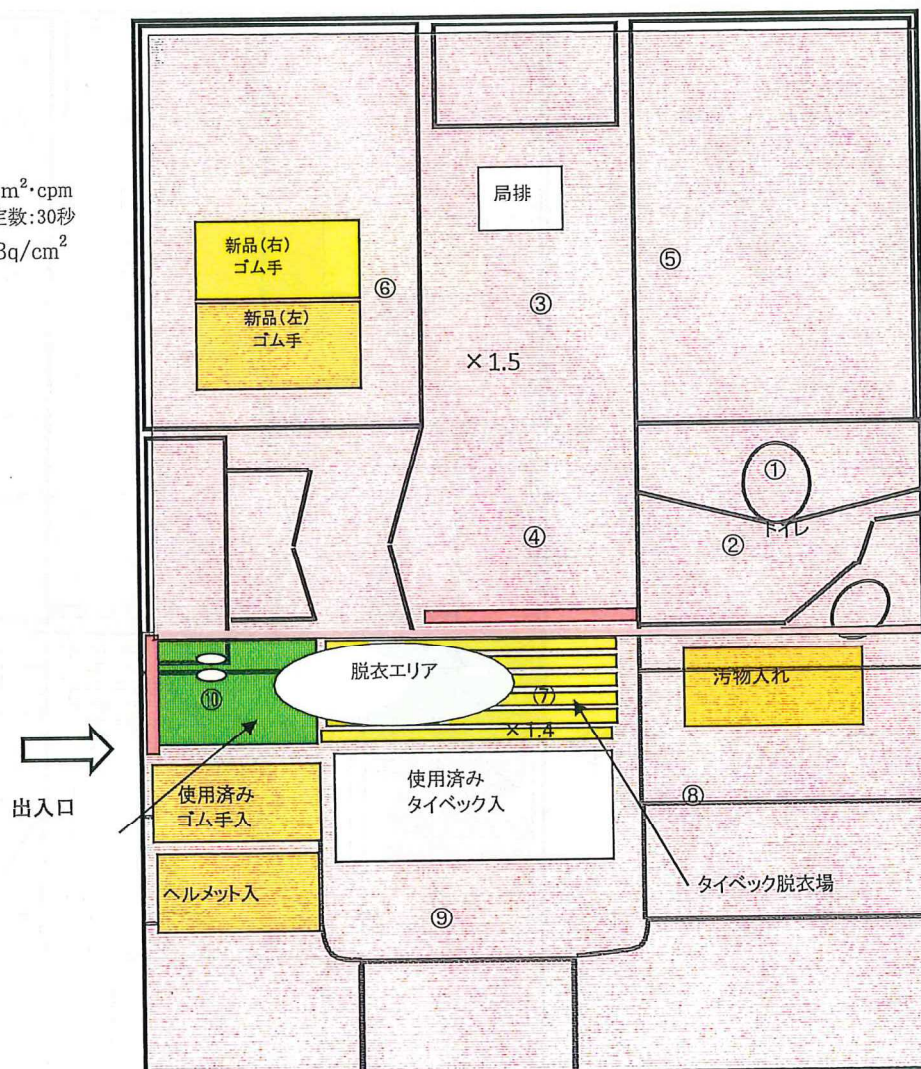 m²･cpm
定数:30秒
Bq/cm²
局排
新品(右)
ゴム手
⑥
⑤
③
新品(左)
ゴム手
×1.5
①
④
②
トイレ
脱衣エリア
汚物入れ
⑩
⑦
×1.4
出入口
使用済み
ゴム手入
使用済み
タイベック入
⑧
ヘルメット入
タイベック脱衣場
⑨